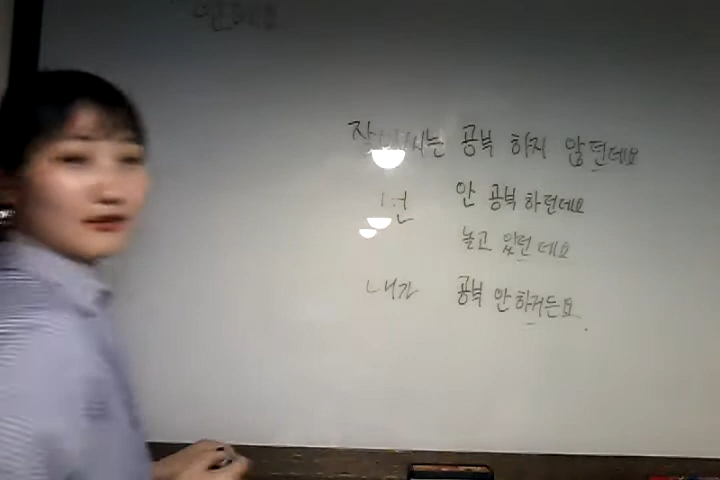 공부 하지 않던데요
안 공부 하던데요
놀고 있던데요
내가 공부 안 하거든요.